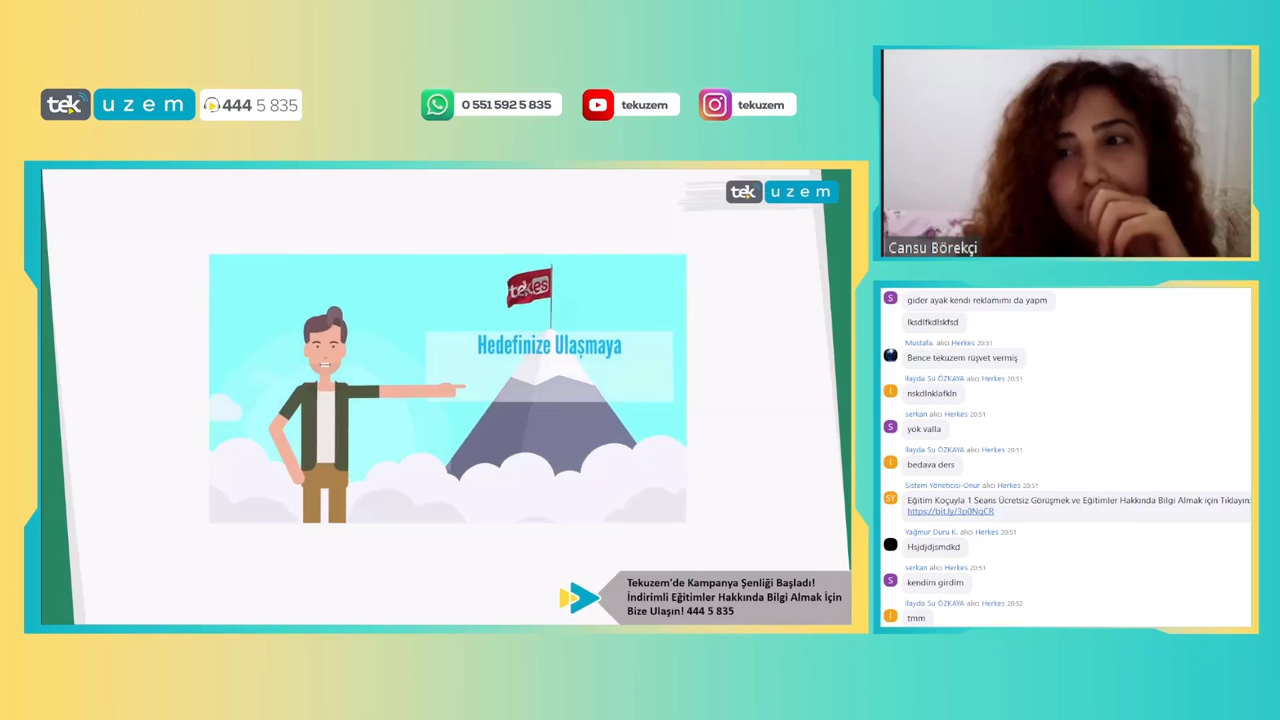 tek uzem 444 5 835
0 551 592 5 835
tekuzem
tekuzem
tek uzem
tekes
Hedefinize Ulaşmaya
Tekuzem'de Kampanya Şenliği Başladı!
İndirimli Eğitimler Hakkında Bilgi Almak İçin
Bize Ulaşın! 444 5 835
Cansu Börekçi
S
gider ayak kendı reklamımı da yapm
lksdlfkdlskfsd
Mustafa. alıcı Herkes 20:51
Bence tekuzem rüşvet vermiş
İlayda Su ÖZKAYA alıcı Herkes 20:51
İ
nskdlnklafkln
serkan alıcı Herkes 20:51
S
yok valla
İlayda Su ÖZKAYA alıcı Herkes 20:51
İ
bedava ders
Sistem Yöneticisi-Onur alıcı Herkes 20:51
SY
Eğitim Koçuyla 1 Seans Ücretsiz Görüşmek ve Eğitimler Hakkında Bilgi Almak için Tıklayın:
https://bit.ly/3p0NqCR
Yağmur Duru K. alıcı Herkes 20:51
Hsjdjdjsmdkd
serkan alıcı Herkes 20:51
S
kendim girdim
İlayda Su ÖZKAYA alıcı Herkes 20:52
İ
tmm